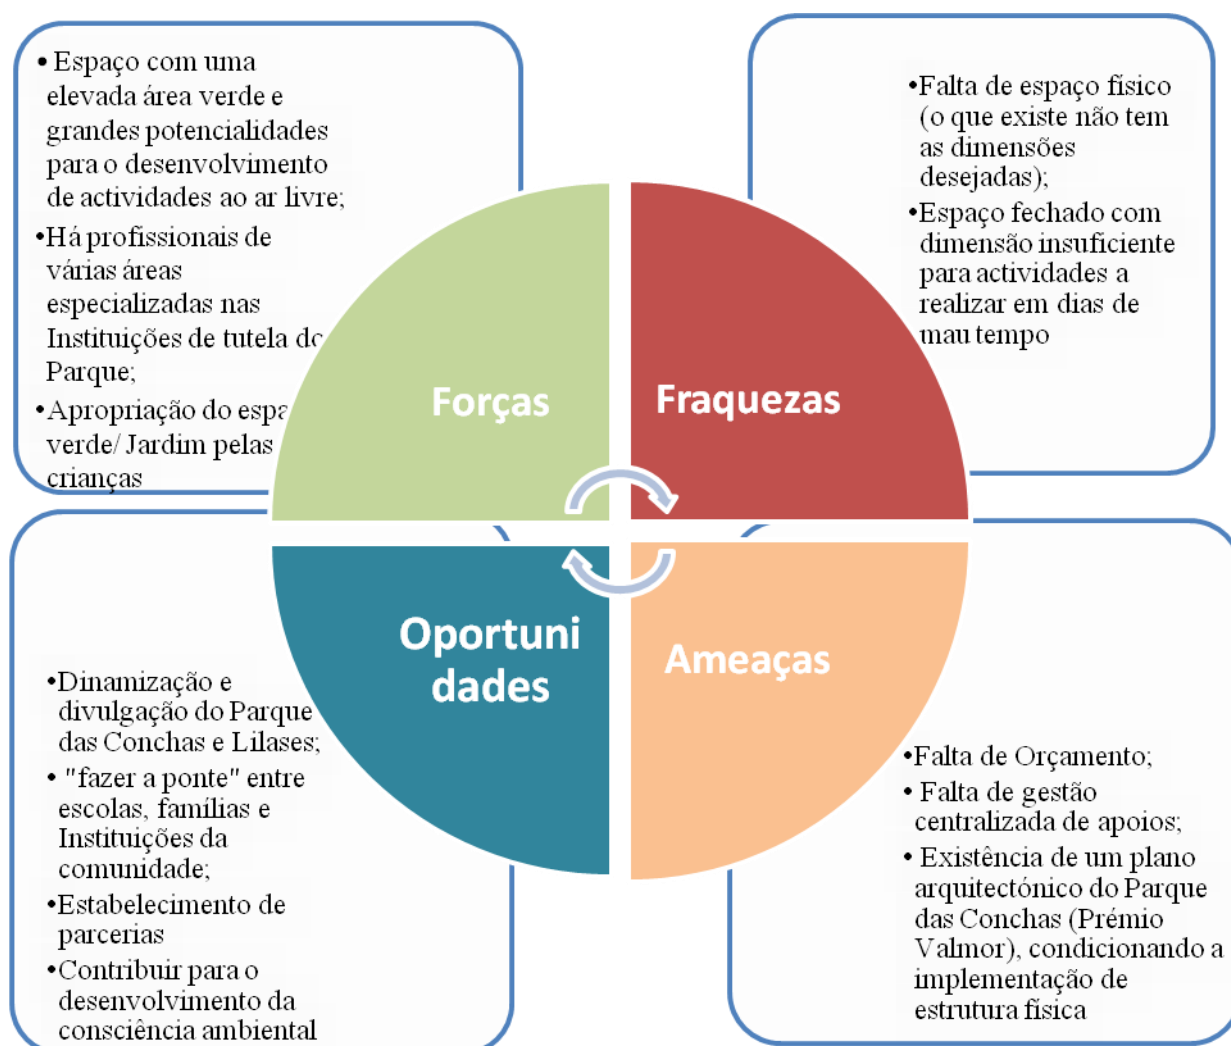 • Espaço com uma
elevada área verde e
grandes potencialidades
para o desenvolvimento
de actividades ao ar livre;
•Há profissionais de
várias áreas
especializadas nas
Instituições de tutela do
Parque;
•Apropriação do espa
verde/ Jardim pelas
crianças
•Falta de espaço físico
(o que existe não tem
as dimensões
desejadas);
•Espaço fechado com
dimensão insuficiente
para actividades a
realizar em dias de
mau tempo
Forças
Fraquezas
Oportuni
dades
Ameaças
•Dinamização e
divulgação do Parque
das Conchas e Lilases;
• "fazer a ponte" entre
escolas, famílias e
Instituições da
comunidade;
•Estabelecimento de
parcerias
•Contribuir para o
desenvolvimento da
consciência ambiental
•Falta de Orçamento;
• Falta de gestão
centralizada de apoios;
• Existência de um plano
arquitectónico do Parque
das Conchas (Prémio
Valmor), condicionando a
implementação de
estrutura física